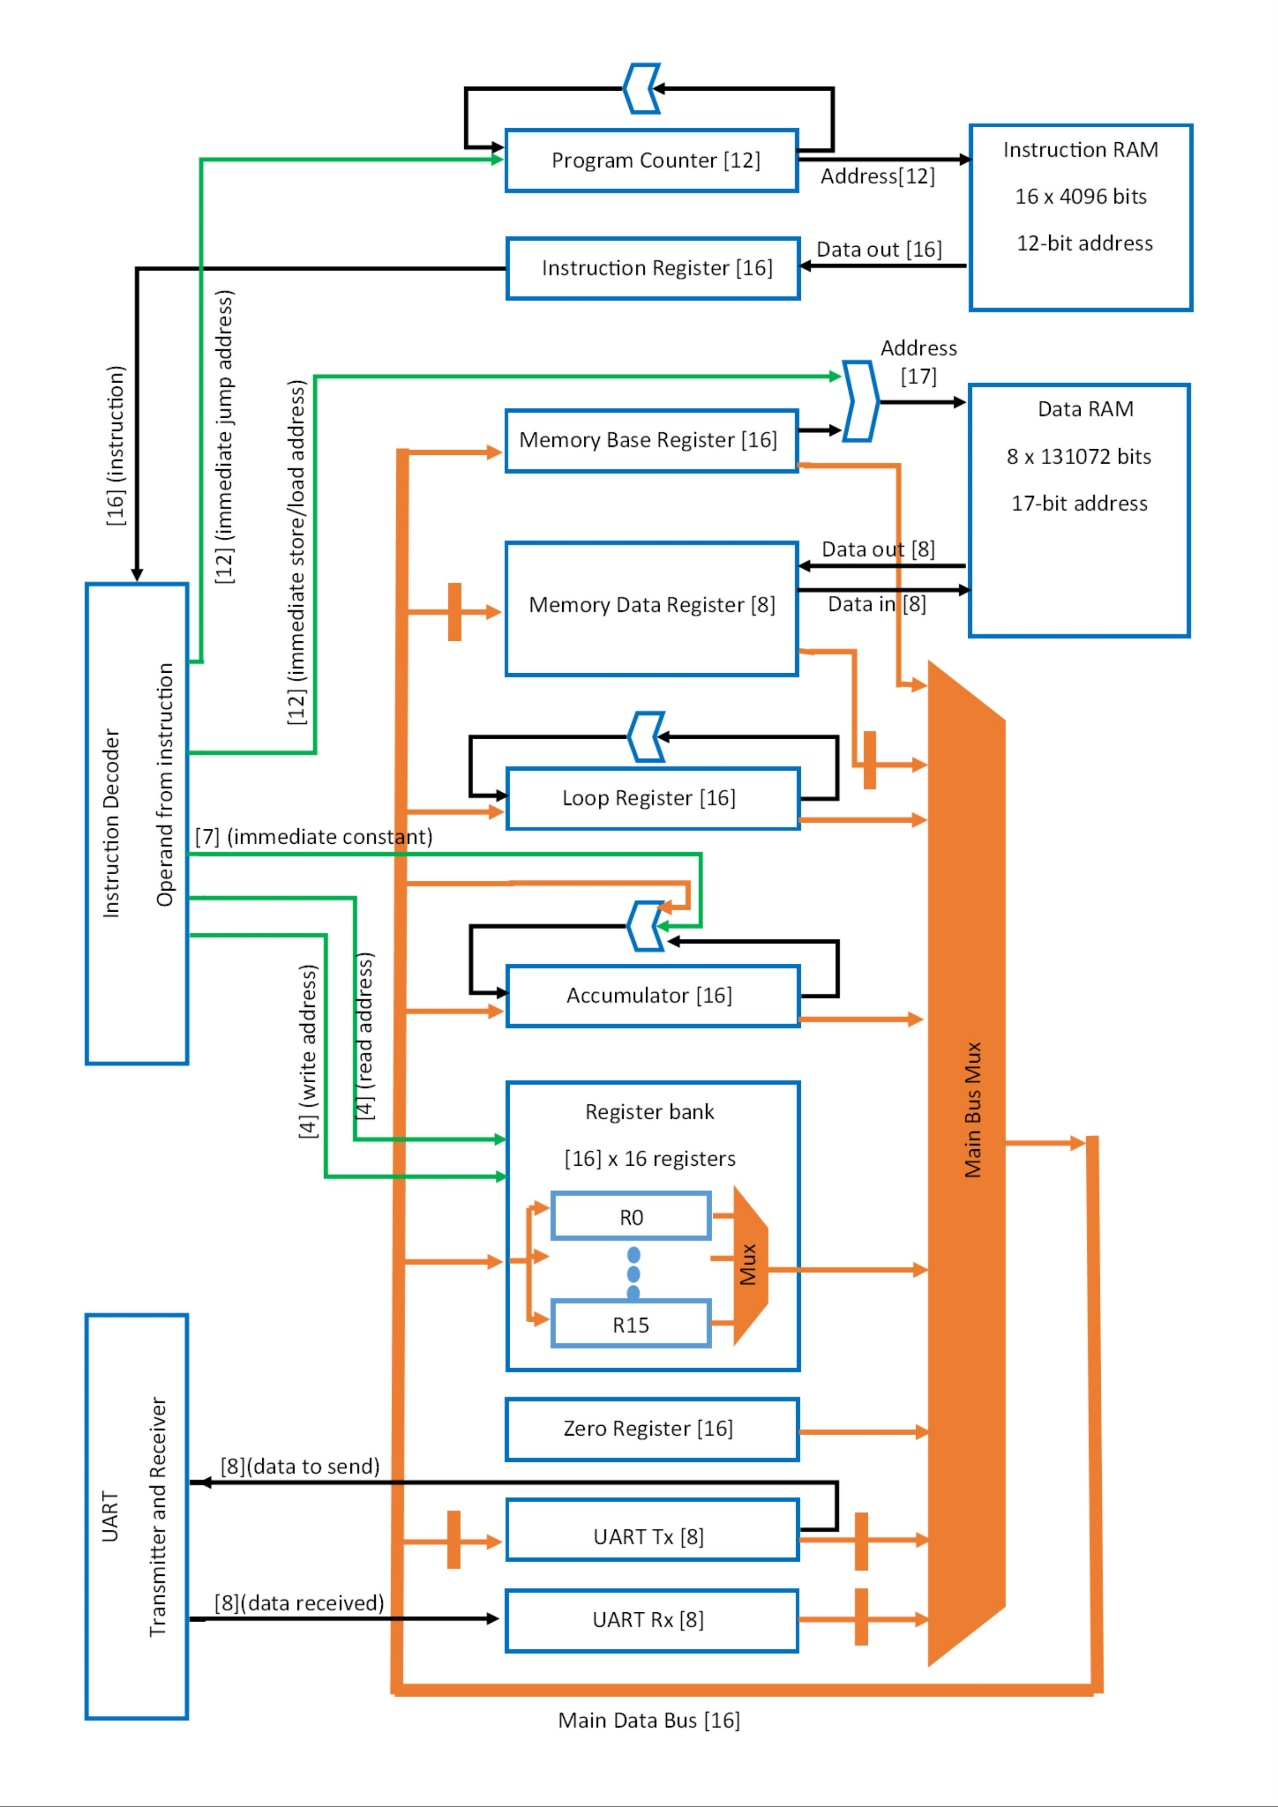 Program Counter [12]
Address[12]
Instruction RAM
16 x 4096 bits
12-bit address
Instruction Register [16]
Data out [16]
[16] (instruction)
[12] (immediate jump address)
[12] (immediate store/load address)
Address
[17]
Memory Base Register [16]
Data RAM
8 x 131072 bits
17-bit address
Memory Data Register [8]
Data out [8]
Data in [8]
Instruction Decoder
Operand from instruction
Loop Register [16]
[7] (immediate constant)
Accumulator [16]
[4] (write address)
[4] (read address)
Register bank
[16] x 16 registers
R0
R15
Mux
Main Bus Mux
Zero Register [16]
UART
Transmitter and Receiver
[8](data to send)
UART Tx [8]
[8](data received)
UART Rx [8]
Main Data Bus [16]